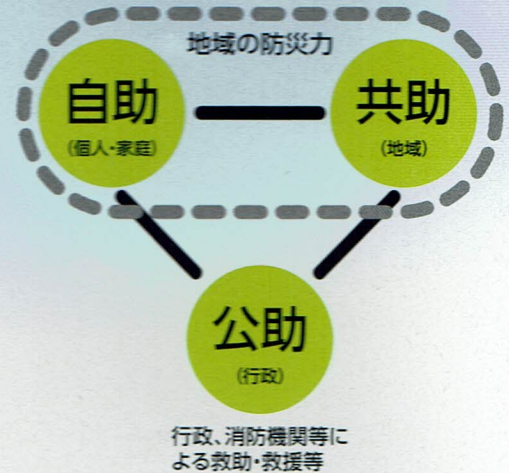 地域の防災力
自助
(個人・家庭)
共助
(地域)
公助
(行政)
行政、消防機関等に
よる救助・救援等